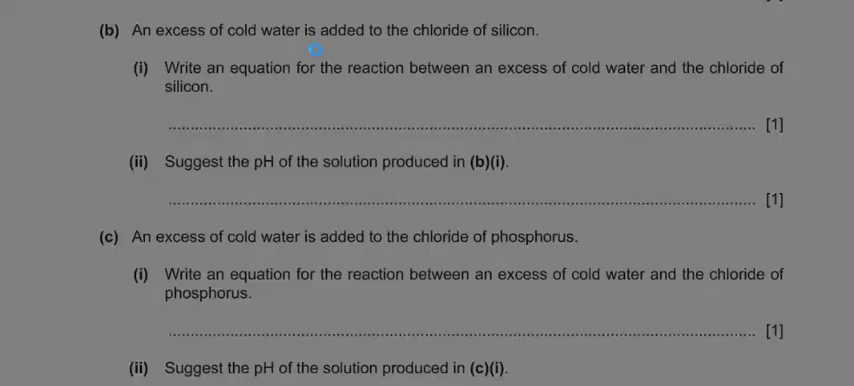 (b) An excess of cold water is added to the chloride of silicon.
(i) Write an equation for the reaction between an excess of cold water and the chloride of
silicon.
.......................................................................................................................................... [1]
(ii) Suggest the pH of the solution produced in (b)(i).
.......................................................................................................................................... [1]
(c) An excess of cold water is added to the chloride of phosphorus.
(i) Write an equation for the reaction between an excess of cold water and the chloride of
phosphorus.
.......................................................................................................................................... [1]
(ii) Suggest the pH of the solution produced in (c)(i).